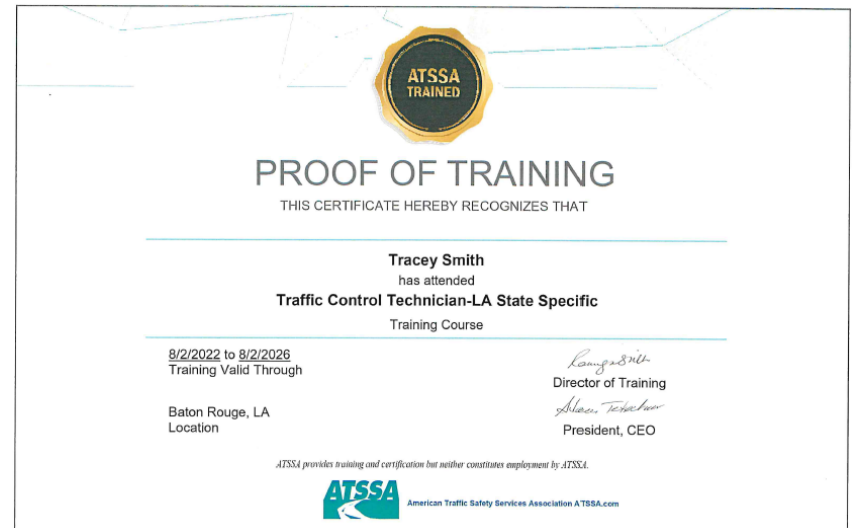 ATSSA
TRAINED
PROOF OF TRAINING
THIS CERTIFICATE HEREBY RECOGNIZES THAT
Tracey Smith
has attended
Traffic Control Technician-LA State Specific
Training Course
8/2/2022 to 8/2/2026
Training Valid Through
Director of Training
Baton Rouge, LA
Location
President, CEO
ATSSA provides training and certification but neither constitutes employment by ATSSA.
ATSSA
American Traffic Safety Services Association ATSSA.com